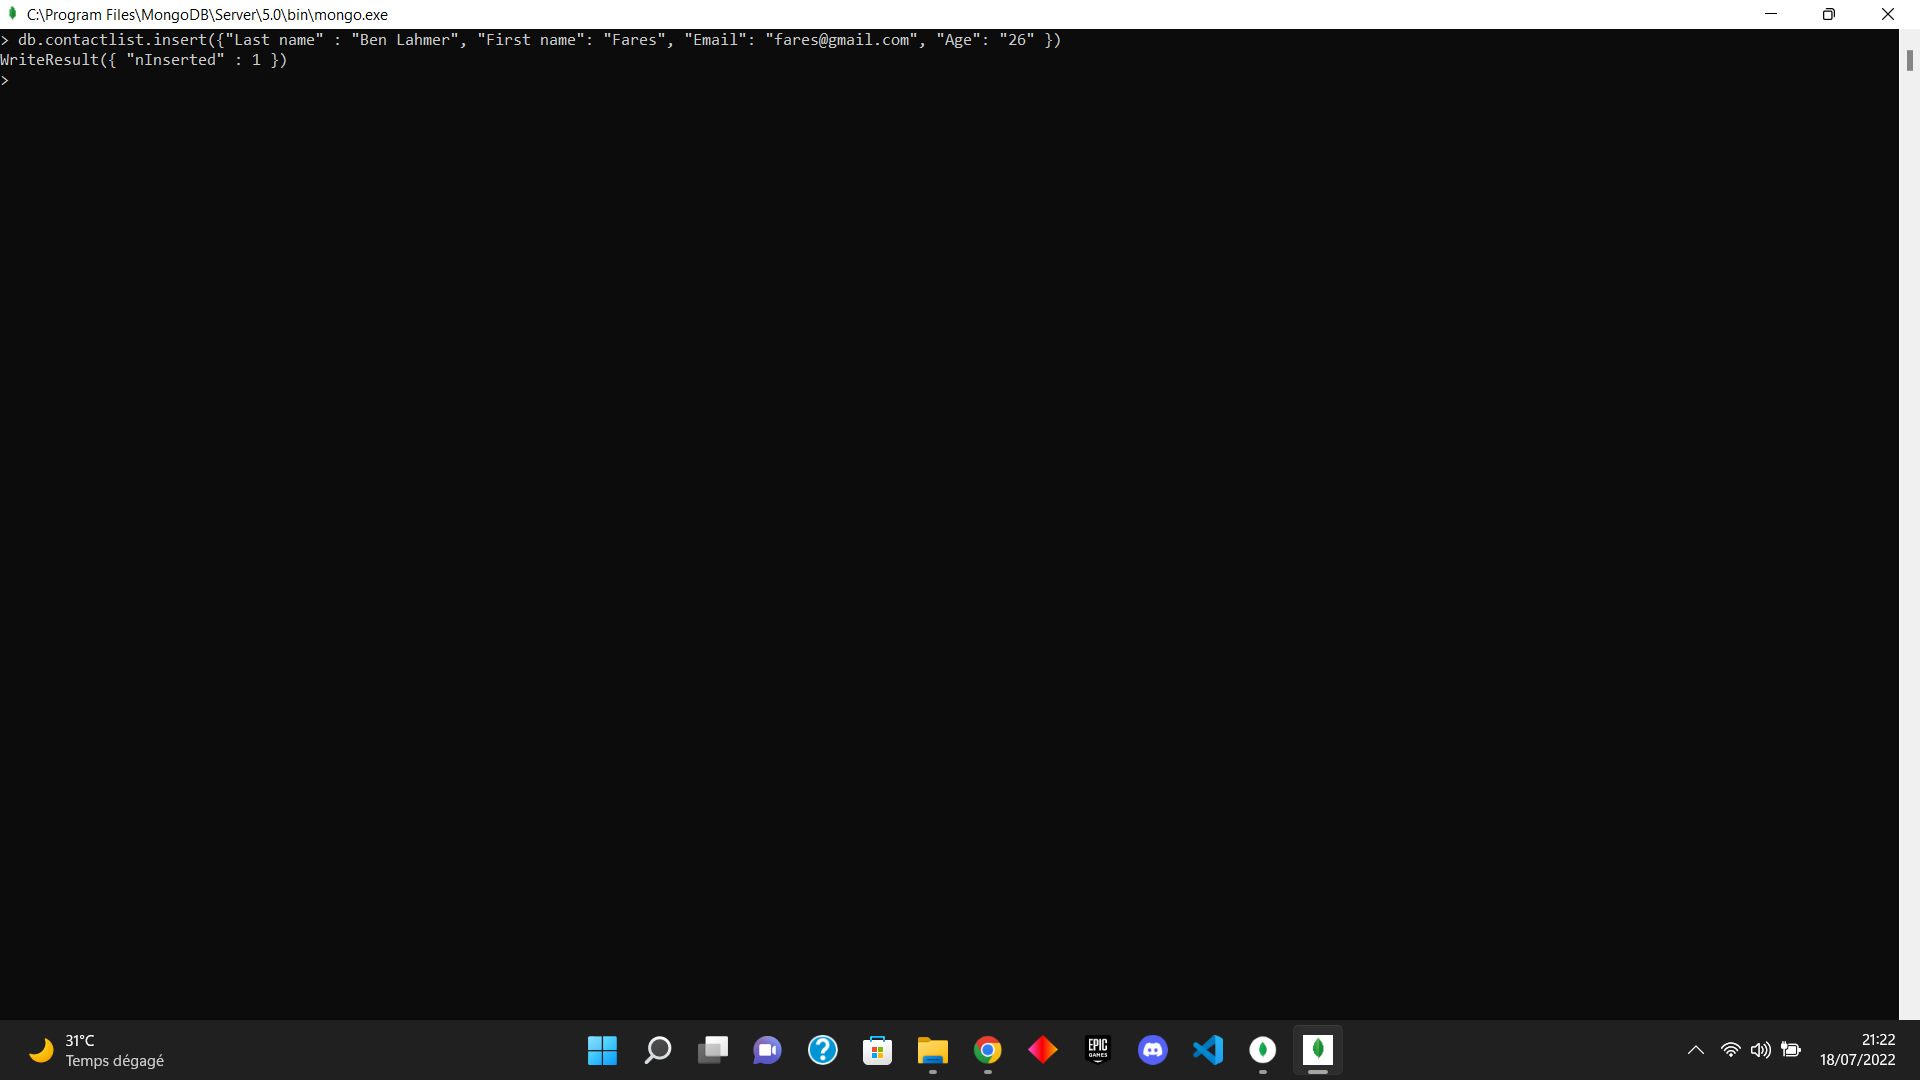 C:\Program Files\MongoDB\Server\5.0\bin\mongo.exe
> db.contactlist.insert({"Last name" : "Ben Lahmer", "First name": "Fares", "Email": "fares@gmail.com", "Age": "26" })
WriteResult({ "nInserted" : 1 })
>
31°C
Temps dégagé
EPIC
GAMES
21:22
18/07/2022